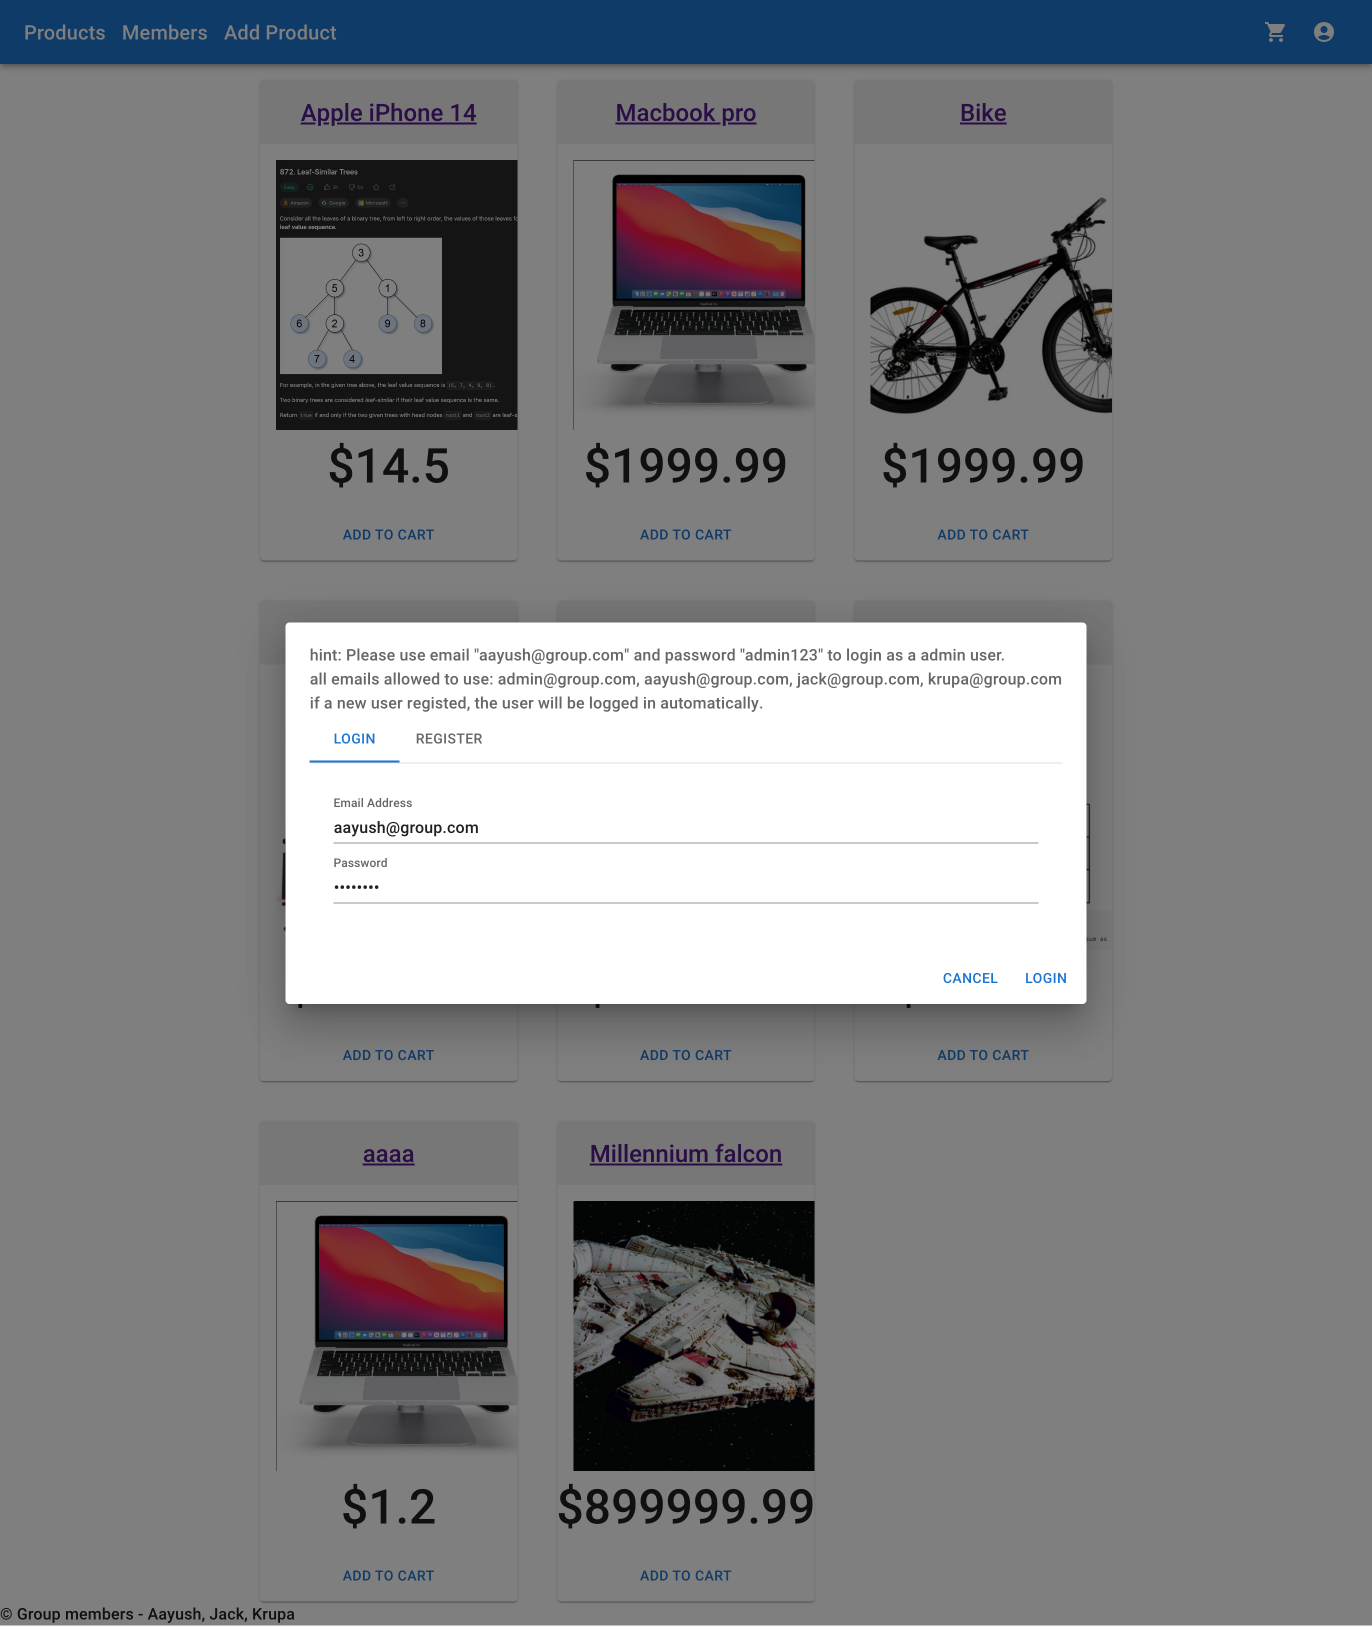 Products Members Add Product
Apple iPhone 14
Macbook pro
Bike
872. Leaf-Similar Trees
Amazon Google Microsoft
Consider all the leaves of a binary tree, from left to right order, the values of those leaves
leaf value sequence.
3
5 1
6 2 9 8
7 4
For example, in the given tree above, the leaf value sequence is (6, 7, 4, 9, 8).
Two binary trees are considered leaf-similar if their leaf value sequence is the same.
Return true if and only if the two given trees with head nodes root1 and root2 are leaf-s
$14.5
$1999.99
$1999.99
ADD TO CART
ADD TO CART
ADD TO CART
hint: Please use email "aayush@group.com" and password "admin123" to login as a admin user.
all emails allowed to use: admin@group.com, aayush@group.com, jack@group.com, krupa@group.com
if a new user registed, the user will be logged in automatically.
LOGIN REGISTER
Email Address
aayush@group.com
Password
••••••••
CANCEL LOGIN
ADD TO CART
ADD TO CART
ADD TO CART
aaaa
Millennium falcon
$1.2
$899999.99
ADD TO CART
ADD TO CART
© Group members - Aayush, Jack, Krupa